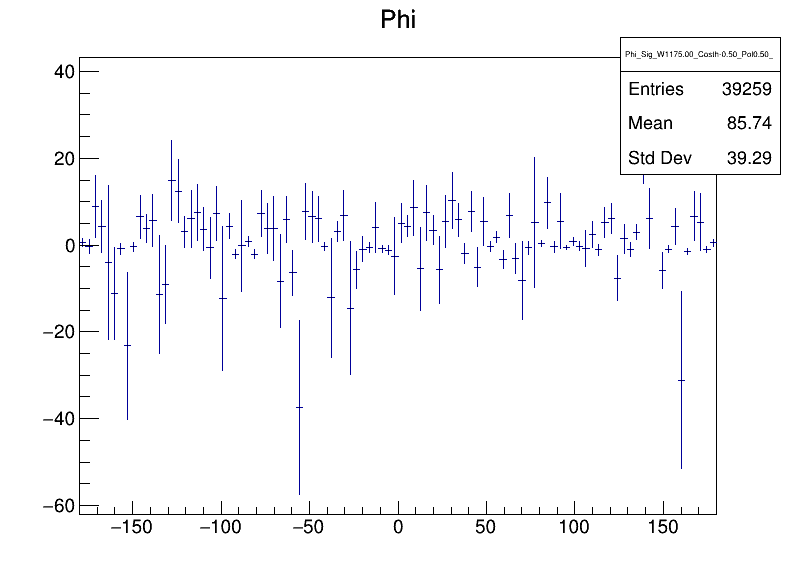 Phi
Phi_Sig_W1175.00_Costh-0.50_Pol0.50_
Entries 39259
Mean 85.74
Std Dev 39.29
40
20
0
−20
−40
−60
−150 −100 −50 0 50 100 150